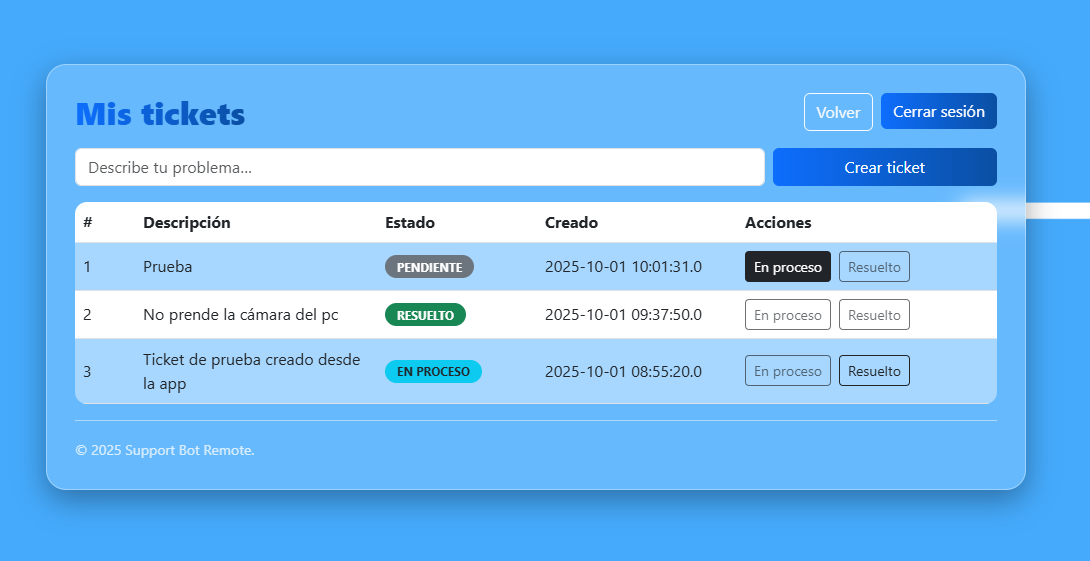 Mis tickets
Volver
Cerrar sesión
Describe tu problema...
Crear ticket
# Descripción Estado Creado Acciones
1 Prueba PENDIENTE 2025-10-01 10:01:31.0 En proceso Resuelto
2 No prende la cámara del pc RESUELTO 2025-10-01 09:37:50.0 En proceso Resuelto
3 Ticket de prueba creado desde
la app EN PROCESO 2025-10-01 08:55:20.0 En proceso Resuelto
© 2025 Support Bot Remote.